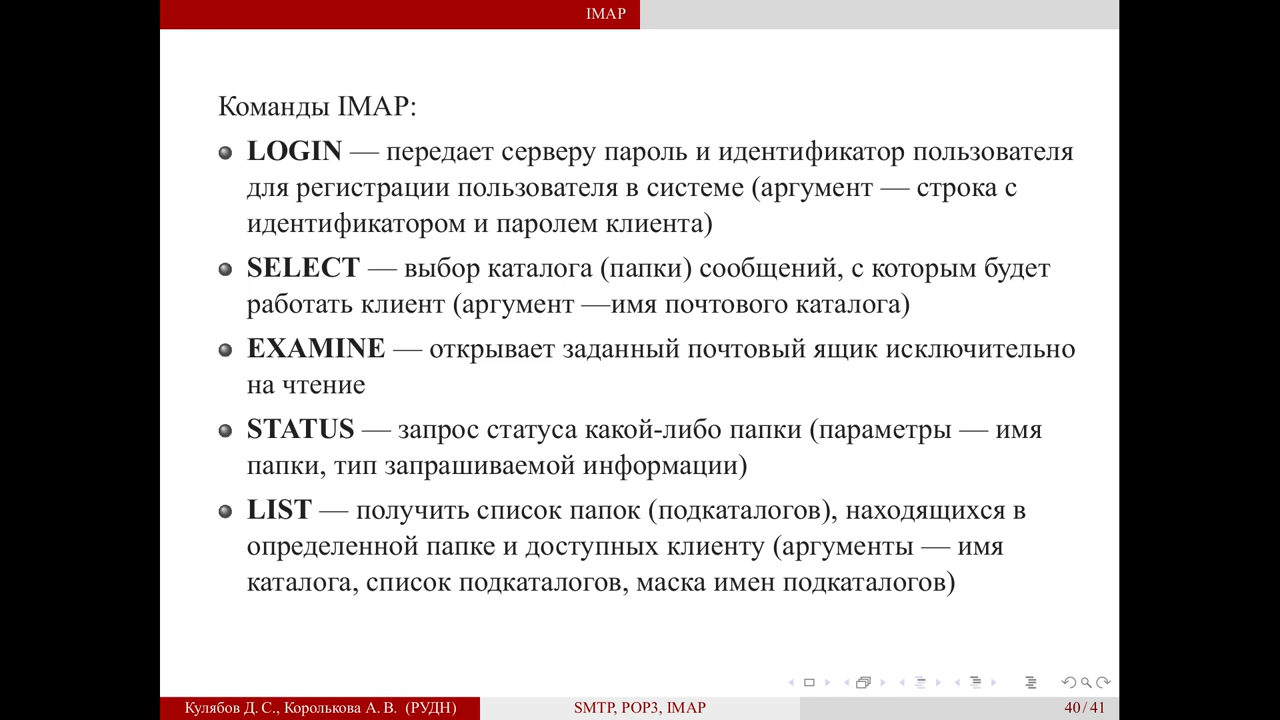 IMAP
Команды IMAP:
LOGIN — передает серверу пароль и идентификатор пользователя
для регистрации пользователя в системе (аргумент — строка с
идентификатором и паролем клиента)
SELECT — выбор каталога (папки) сообщений, с которым будет
работать клиент (аргумент —имя почтового каталога)
EXAMINE — открывает заданный почтовый ящик исключительно
на чтение
STATUS — запрос статуса какой-либо папки (параметры — имя
папки, тип запрашиваемой информации)
LIST — получить список папок (подкаталогов), находящихся в
определенной папке и доступных клиенту (аргументы — имя
каталога, список подкаталогов, маска имен подкаталогов)
Кулябов Д. С., Королькова А. В. (РУДН) SMTP, POP3, IMAP 40 / 41